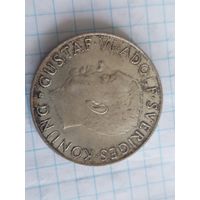 GUSTAF VI ADOLF SVERIGES KONUNG